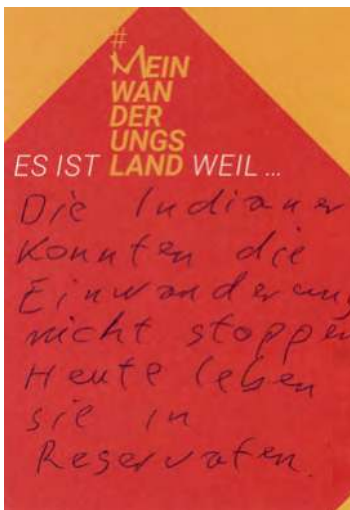 #
MEIN
WAN
DER
UNGS
ES IST LAND WEIL ...
Die Indianer
konnten die
Einwanderung
nicht stoppen
Heute leben
sie in
Reservaten.